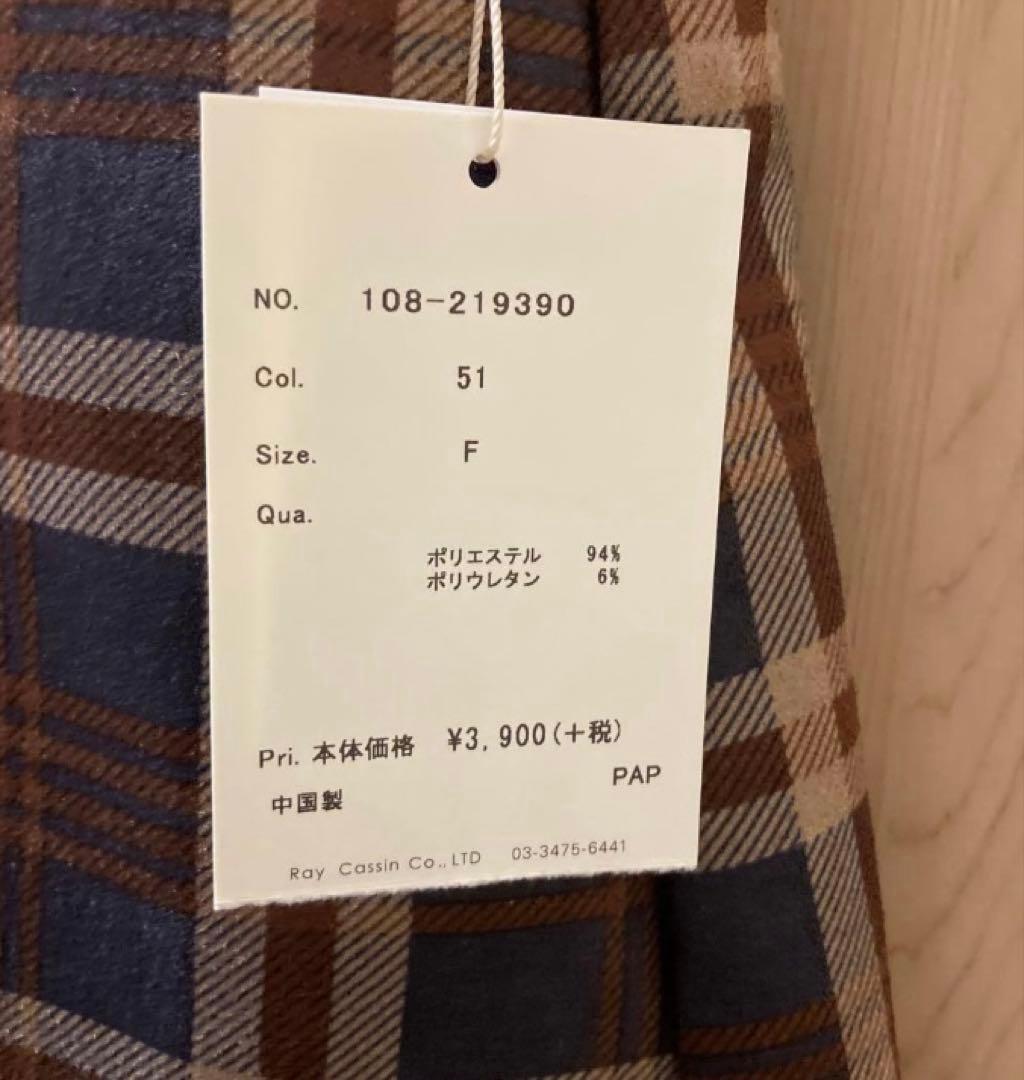 NO. 108-219390
Col. 51
Size. F
Qua.
ポリエステル 94%
ポリウレタン 6%
Pri. 本体価格 ¥3,900(+税)
PAP
中国製
Ray Cassin Co.,LTD 03-3475-6441